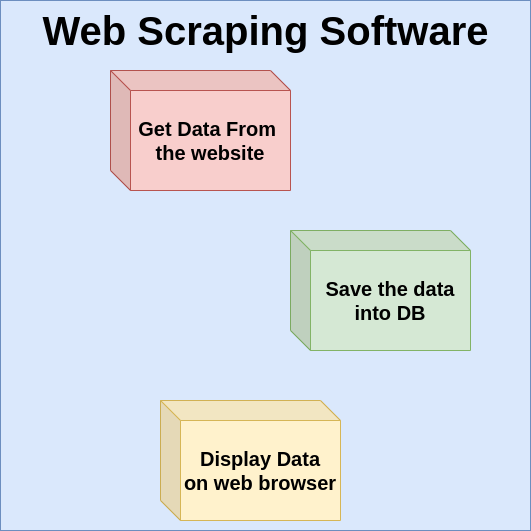 Web Scraping Software
Get Data From
the website
Save the data
into DB
Display Data
on web browser